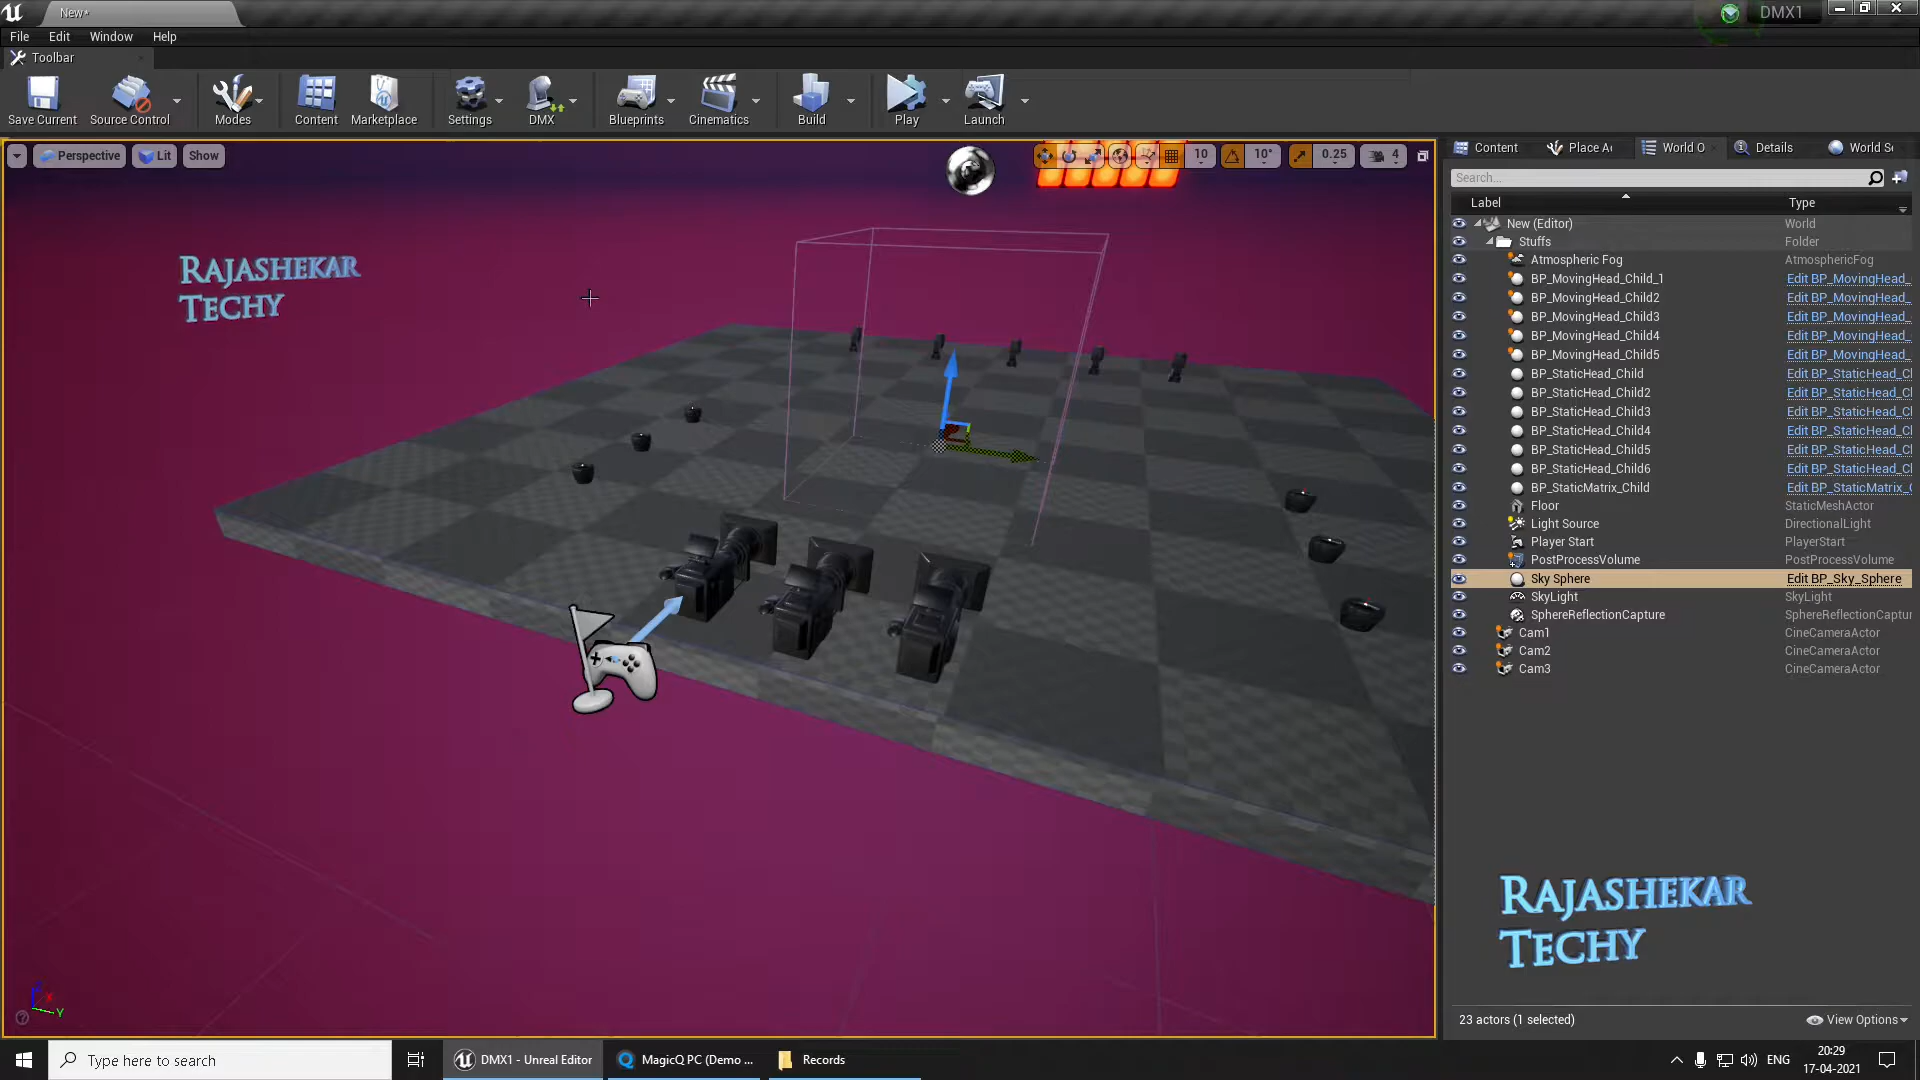 New*
DMX1
File Edit Window Help
Toolbar
Save Current Source Control Modes Content Marketplace Settings DMX Blueprints Cinematics Build Play Launch
Perspective Lit Show
10 10° 0.25 4
Content Place Ac World O Details World Se
Search...
Label Type
New (Editor) World
Stuffs Folder
Atmospheric Fog AtmosphericFog
BP_MovingHead_Child_1 Edit BP_MovingHead_
BP_MovingHead_Child2 Edit BP_MovingHead_
BP_MovingHead_Child3 Edit BP_MovingHead_
BP_MovingHead_Child4 Edit BP_MovingHead_
BP_MovingHead_Child5 Edit BP_MovingHead_
BP_StaticHead_Child Edit BP_StaticHead_Cl
BP_StaticHead_Child2 Edit BP_StaticHead_Cl
BP_StaticHead_Child3 Edit BP_StaticHead_Cl
BP_StaticHead_Child4 Edit BP_StaticHead_Cl
BP_StaticHead_Child5 Edit BP_StaticHead_Cl
BP_StaticHead_Child6 Edit BP_StaticHead_Cl
BP_StaticMatrix_Child Edit BP_StaticMatrix_C
Floor StaticMeshActor
Light Source DirectionalLight
Player Start PlayerStart
PostProcessVolume PostProcessVolume
Sky Sphere Edit BP_Sky_Sphere
SkyLight SkyLight
SphereReflectionCapture SphereReflectionCaptur
Cam1 CineCameraActor
Cam2 CineCameraActor
Cam3 CineCameraActor
RAJASHEKAR
TECHY
RAJASHEKAR
TECHY
X
Y
23 actors (1 selected) View Options
Type here to search
DMX1 - Unreal Editor
MagicQ PC (Demo ...
Records
ENG
20:29
17-04-2021